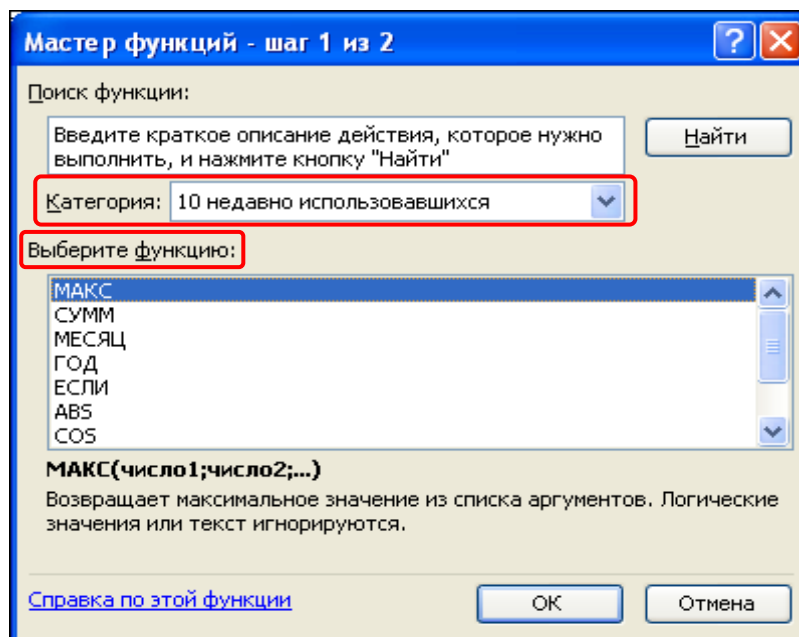 Мастер функций - шаг 1 из 2
Поиск функции:
Введите краткое описание действия, которое нужно
выполнить, и нажмите кнопку "Найти"
Найти
Категория: 10 недавно использовавшихся
Выберите функцию:
МАКС
СУММ
МЕСЯЦ
ГОД
ЕСЛИ
ABS
COS
МАКС(число1;число2;...)
Возвращает максимальное значение из списка аргументов. Логические
значения или текст игнорируются.
Справка по этой функции
ОК
Отмена